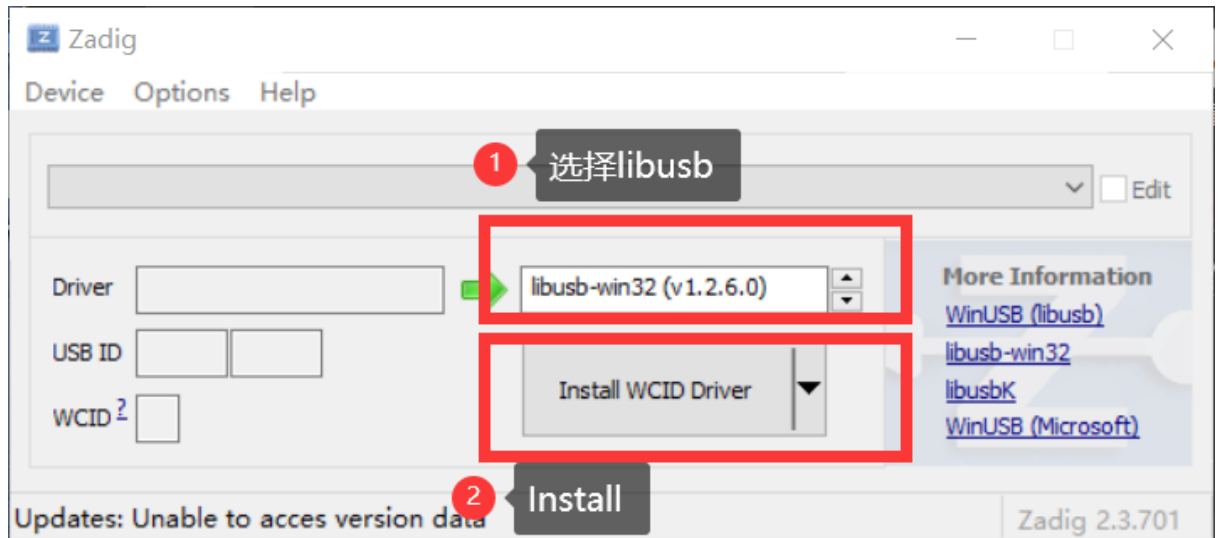 Zadig
Device Options Help
1 选择libusb
Edit
Driver
libusb-win32 (v1.2.6.0)
USB ID
WCID ?
Install WCID Driver
More Information
WinUSB (libusb)
libusb-win32
libusbK
WinUSB (Microsoft)
2 Install
Updates: Unable to acces version data
Zadig 2.3.701